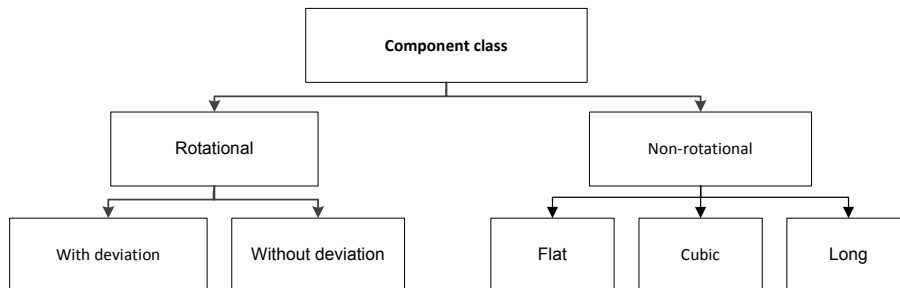 Component class
Rotational
Non-rotational
With deviation
Without deviation
Flat
Cubic
Long